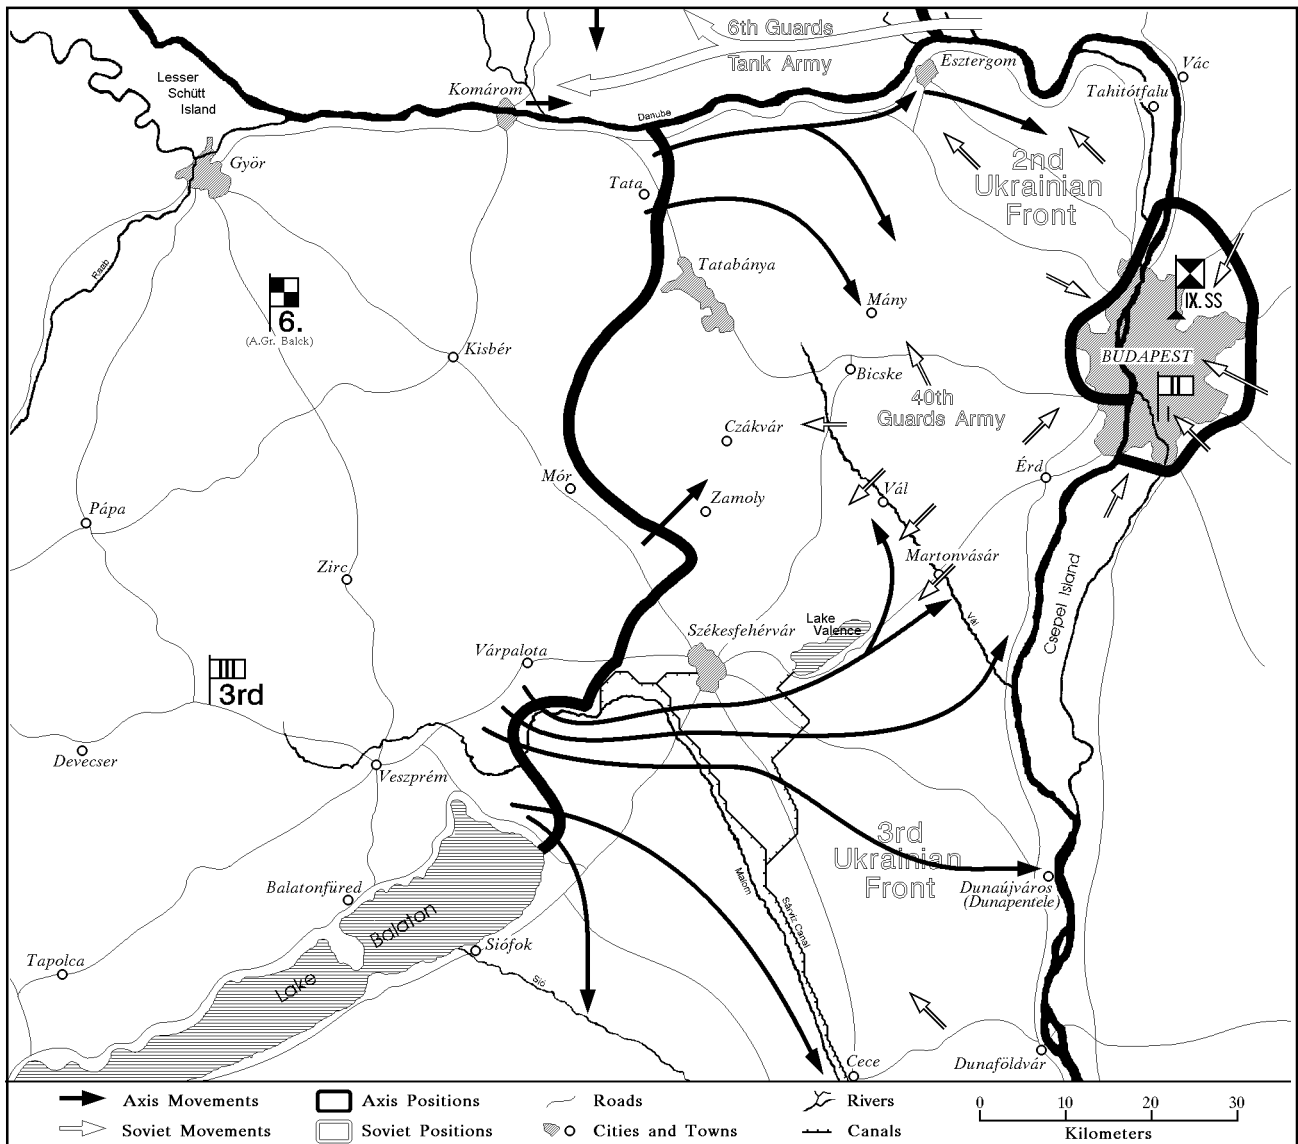 6th Guards
Tank Army
Lesser
Schütt
Island
Komárom
Esztergom
Vác
Tahitótfalu
Danube
Györ
Tata
2nd
Ukrainian
Front
Raab
Tatabánya
6.
(A.Gr. Balck)
Mány
IX. SS
Kisbér
BUDAPEST
Bicske
40th
Guards Army
Czákvár
Mór
Érd
Pápa
Zamoly
Vál
Zirc
Martonvásár
Csepel Island
Lake
Valence
Vál
Székesfehérvár
Várpalota
3rd
Devecser
Veszprém
3rd
Ukrainian
Front
Malom
Sárviz Canal
Dunaújváros
(Dunapentele)
Balatonfüred
Lake Balaton
Siófok
Tapolca
Sió
Cece
Dunaföldvár
Axis Movements
Axis Positions
Roads
Rivers
0 10 20 30
Soviet Movements
Soviet Positions
Cities and Towns
Canals
Kilometers